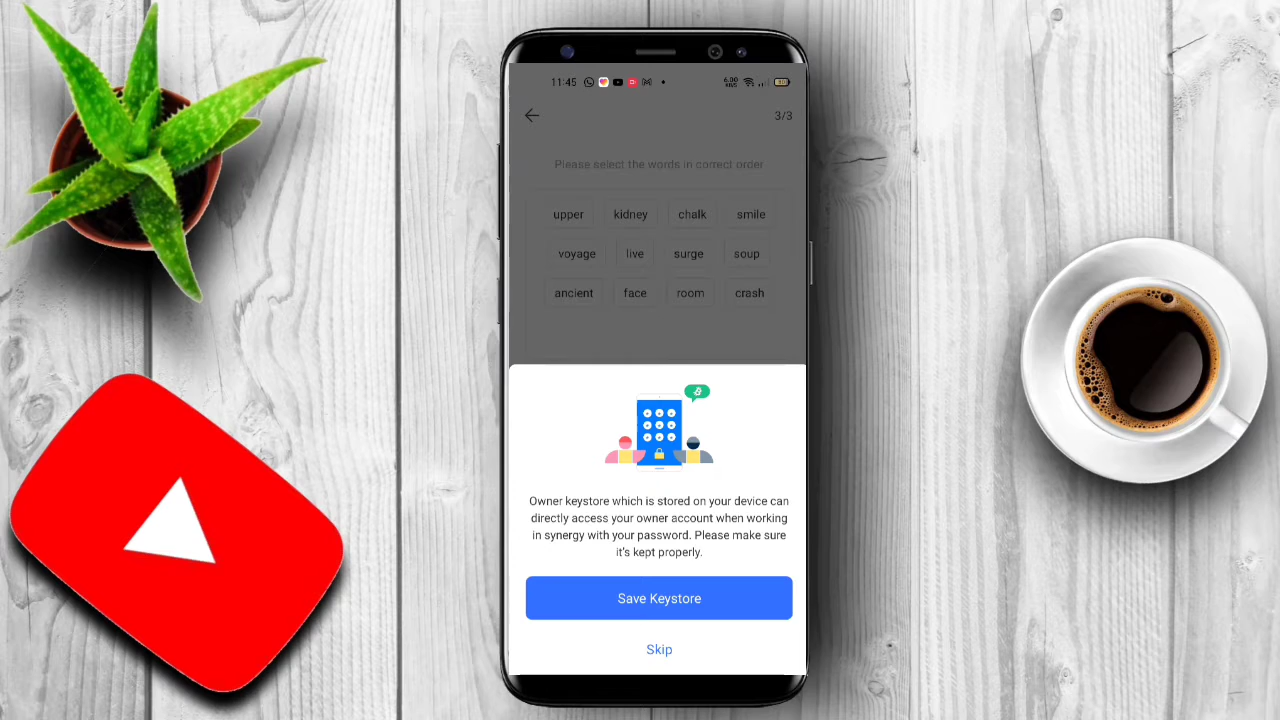 11:45
6.00
3/3
Please select the words in correct order
upper kidney chalk smile
voyage live surge soup
ancient face room crash
Owner keystore which is stored on your device can
directly access your owner account when working
in synergy with your password. Please make sure
it's kept properly.
Save Keystore
Skip